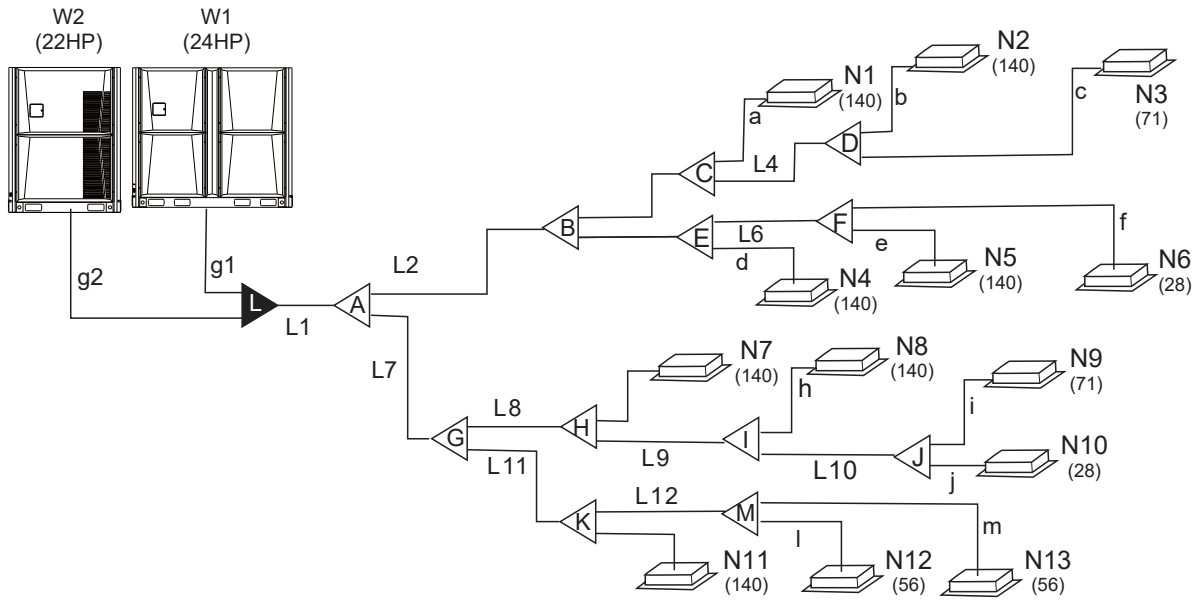 W2
(22HP)
W1
(24HP)
N1
(140)
N2
(140)
N3
(71)
a
b
c
C
L4
D
B
E
L6
F
d
e
f
N4
(140)
N5
(140)
N6
(28)
g2
g1
L
L1
A
L2
L7
N7
(140)
N8
(140)
N9
(71)
h
i
L8
H
G
L9
I
L11
L10
J
j
N10
(28)
L12
K
M
l
m
N11
(140)
N12
(56)
N13
(56)